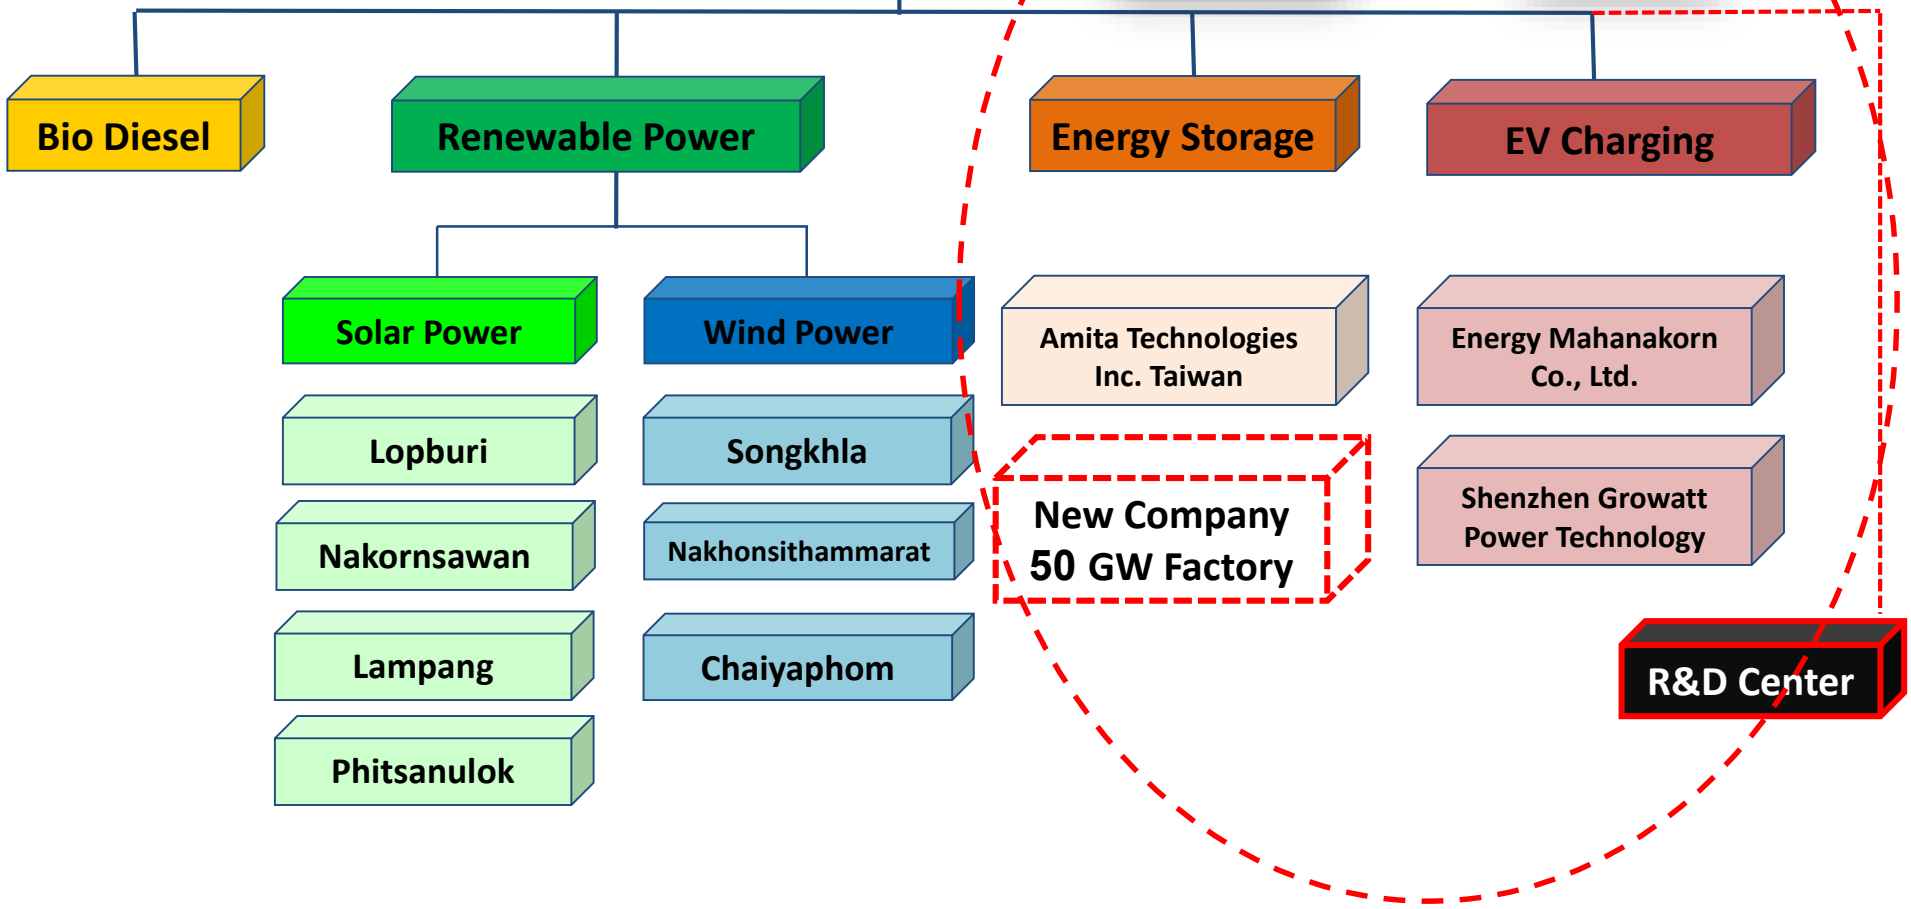 Bio Diesel
Renewable Power
Energy Storage
EV Charging
Solar Power
Wind Power
Amita Technologies
Inc. Taiwan
Energy Mahanakorn
Co., Ltd.
Lopburi
Songkhla
New Company
50 GW Factory
Shenzhen Growatt
Power Technology
Nakornsawan
Nakhonsithammarat
Lampang
Chaiyaphom
R&D Center
Phitsanulok